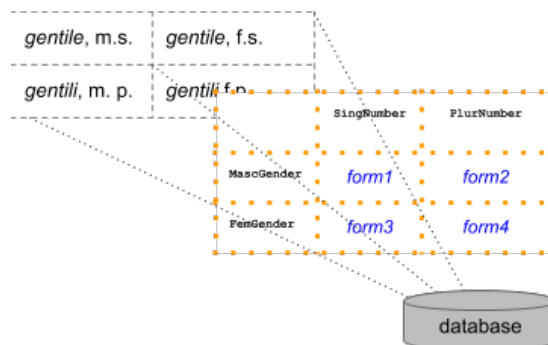 gentile, m.s. gentile, f.s.
gentili, m. p. gentili f.p.
SingNumber PlurNumber
MascGender form1 form2
FemGender form3 form4
database